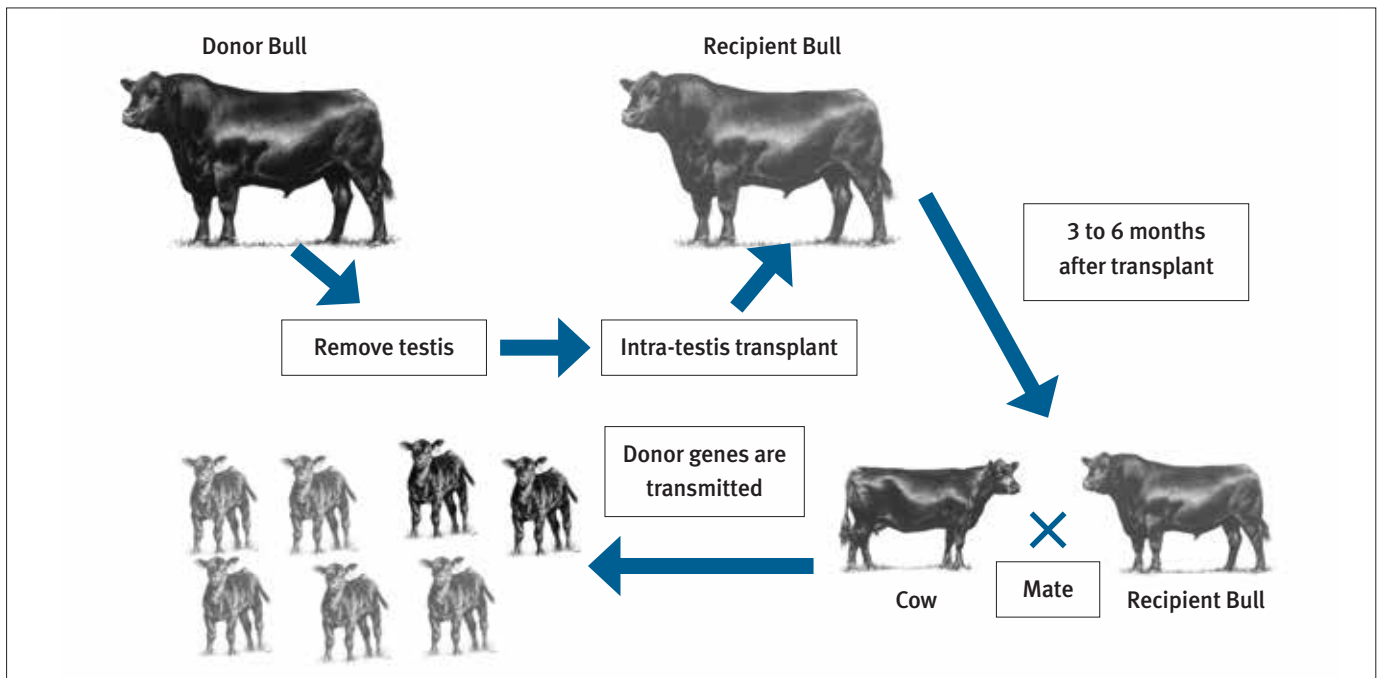 Donor Bull
Recipient Bull
3 to 6 months
after transplant
Remove testis
Intra-testis transplant
Donor genes are
transmitted
Cow
Mate
Recipient Bull